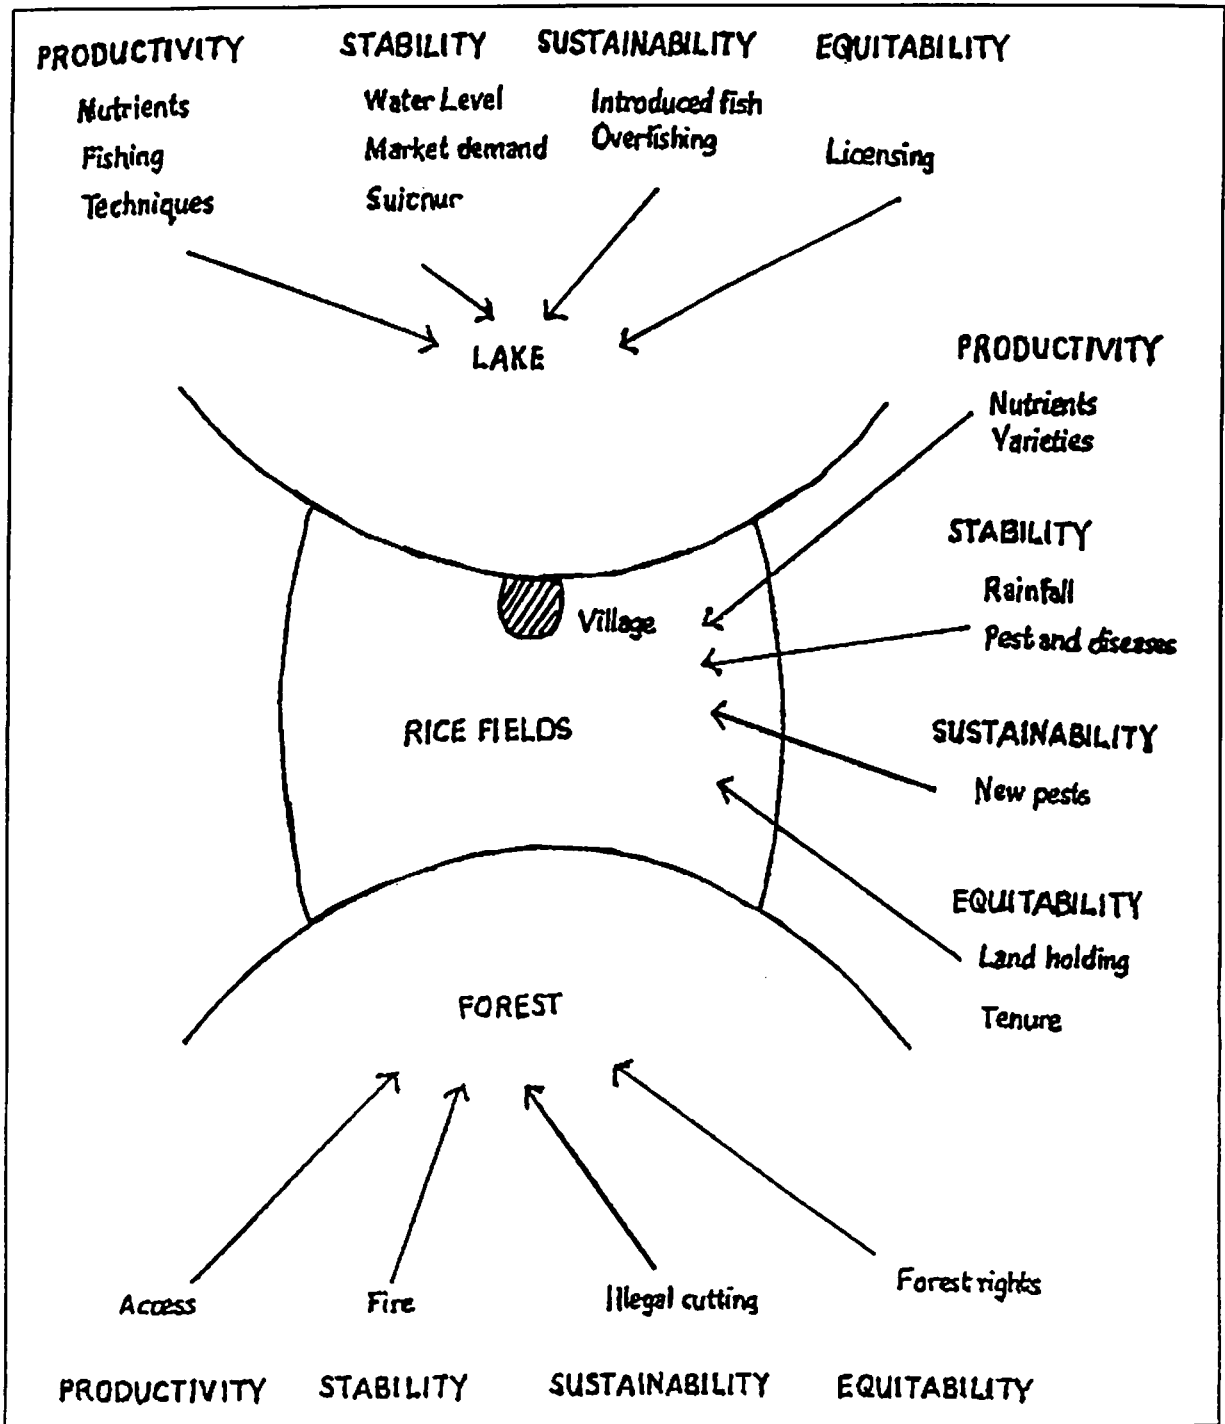 PRODUCTIVITY
Nutrients
Fishing
Techniques
STABILITY
Water Level
Market demand
SUSTAINABILITY
Introduced fish
Overfishing
EQUITABILITY
Licensing
LAKE
PRODUCTIVITY
Nutrients
Varieties
STABILITY
Rainfall
Pest and diseases
SUSTAINABILITY
New pests
EQUITABILITY
Land holding
Tenure
Village
RICE FIELDS
FOREST
Access
Fire
Illegal cutting
Forest rights
PRODUCTIVITY
STABILITY
SUSTAINABILITY
EQUITABILITY